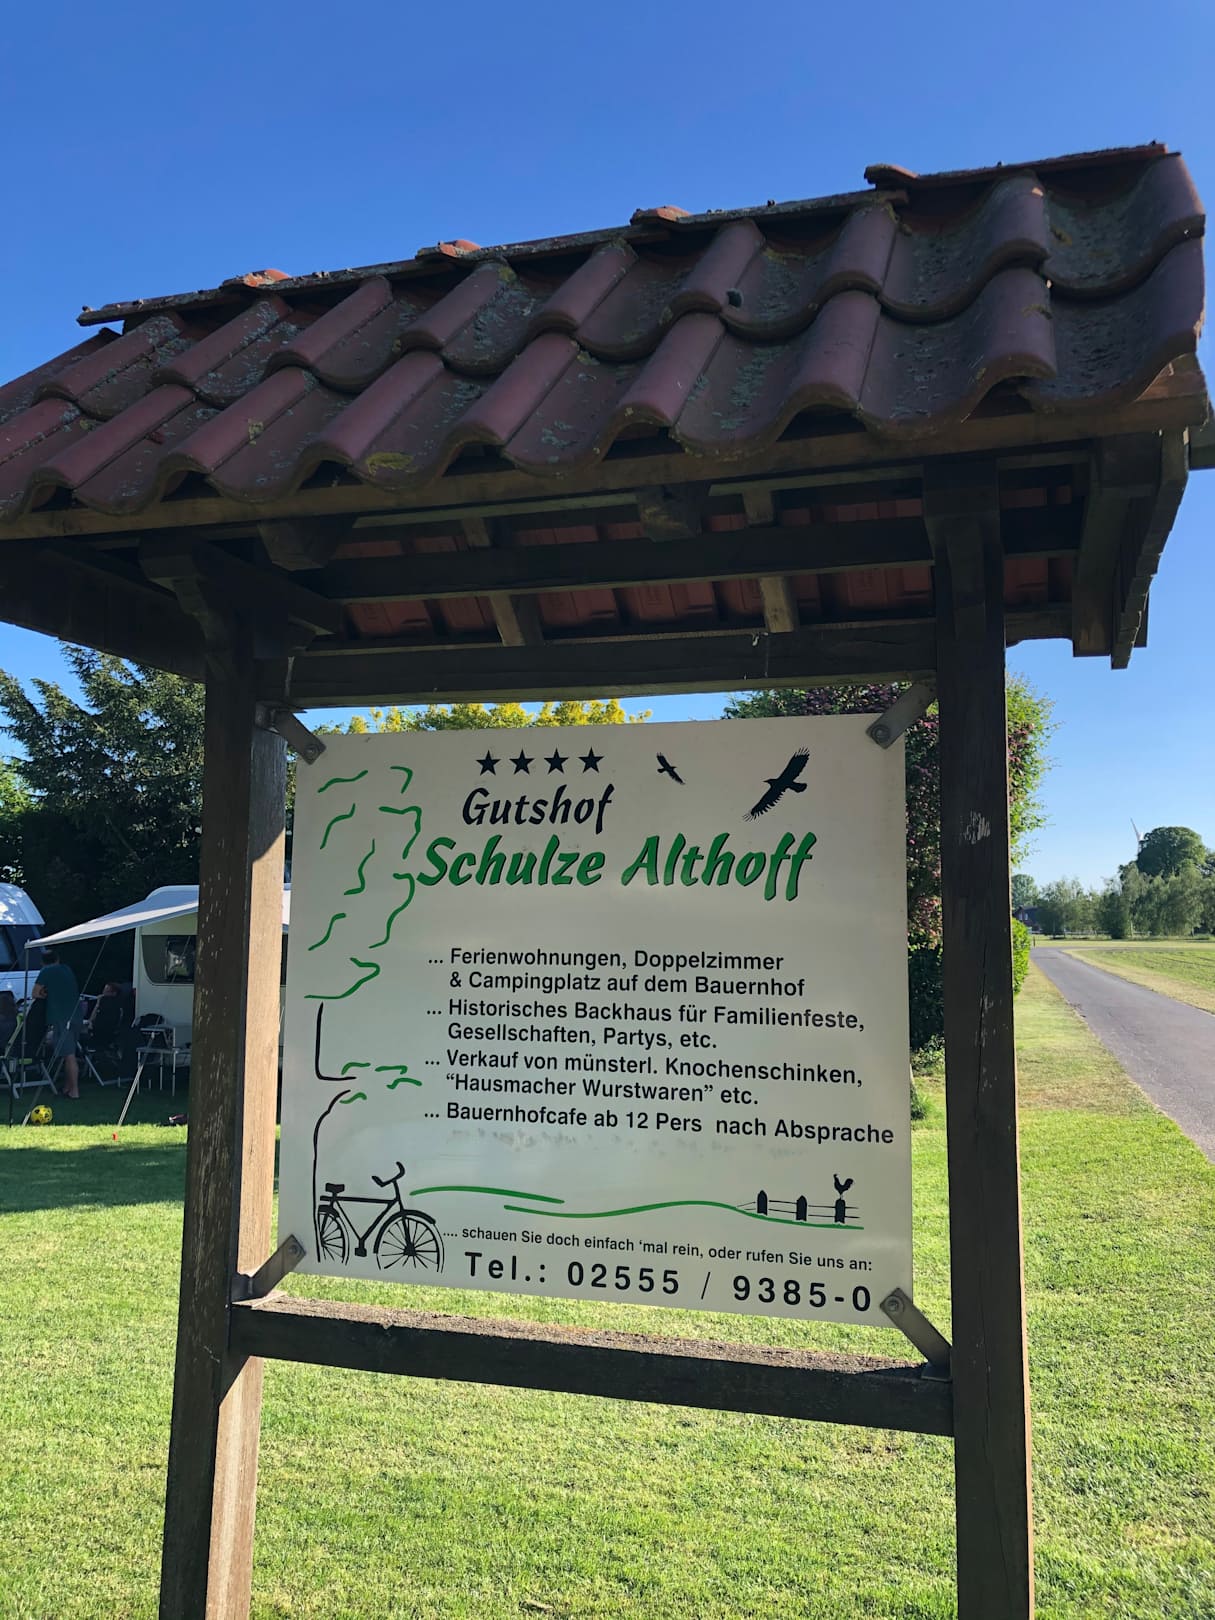 Gutshof
Schulze Althoff
... Ferienwohnungen, Doppelzimmer
& Campingplatz auf dem Bauernhof
... Historisches Backhaus für Familienfeste,
Gesellschaften, Partys, etc.
... Verkauf von münsterl. Knochenschinken,
“Hausmacher Wurstwaren” etc.
... Bauernhofcafe ab 12 Pers nach Absprache
.... schauen Sie doch einfach ‘mal rein, oder rufen Sie uns an:
Tel.: 02555 / 9385-0